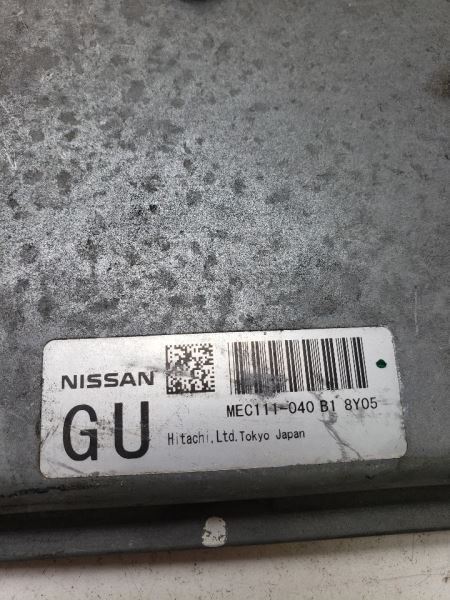 NISSAN
MEC111-040 B1 8Y05
GU
Hitachi,Ltd.Tokyo Japan